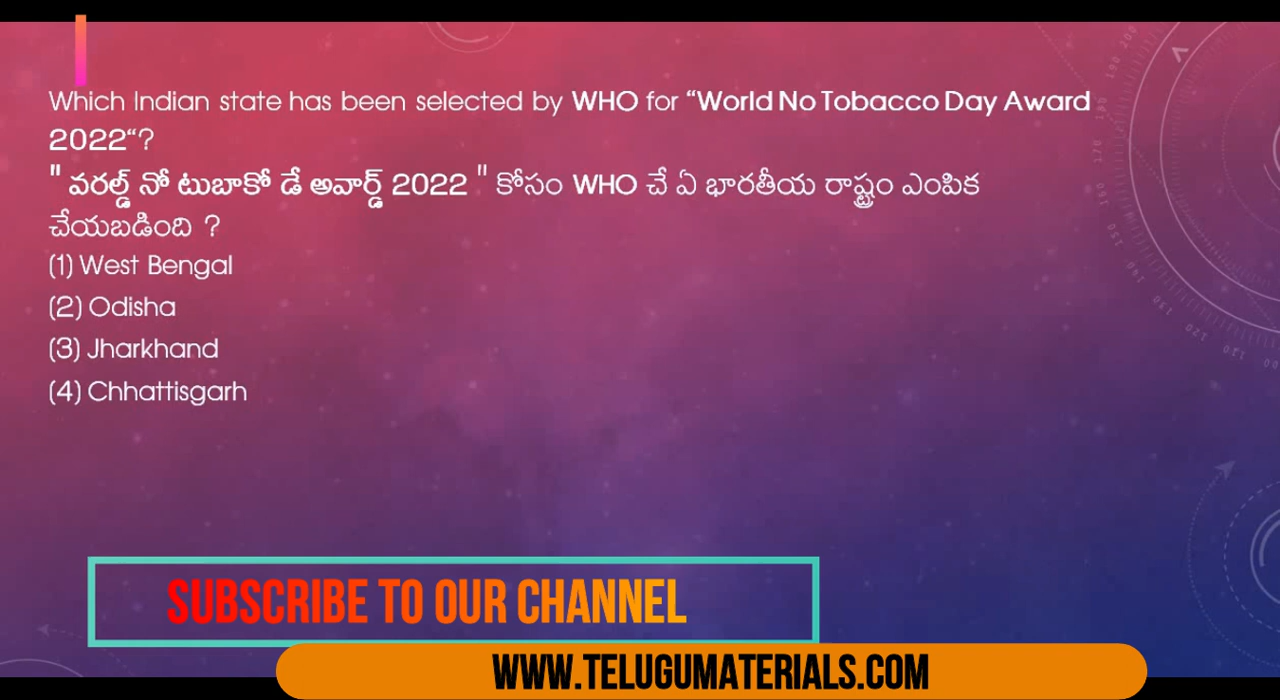 Which Indian state has been selected by WHO for “World No Tobacco Day Award
2022“?
" వరల్డ్ నో టుబాకో డే అవార్డ్ 2022 " కోసం WHO చే ఏ భారతీయ రాష్ట్రం ఎంపిక
చేయబడింది ?
(1) West Bengal
(2) Odisha
(3) Jharkhand
(4) Chhattisgarh
SUBSCRIBE TO OUR CHANNEL
WWW.TELUGUMATERIALS.COM